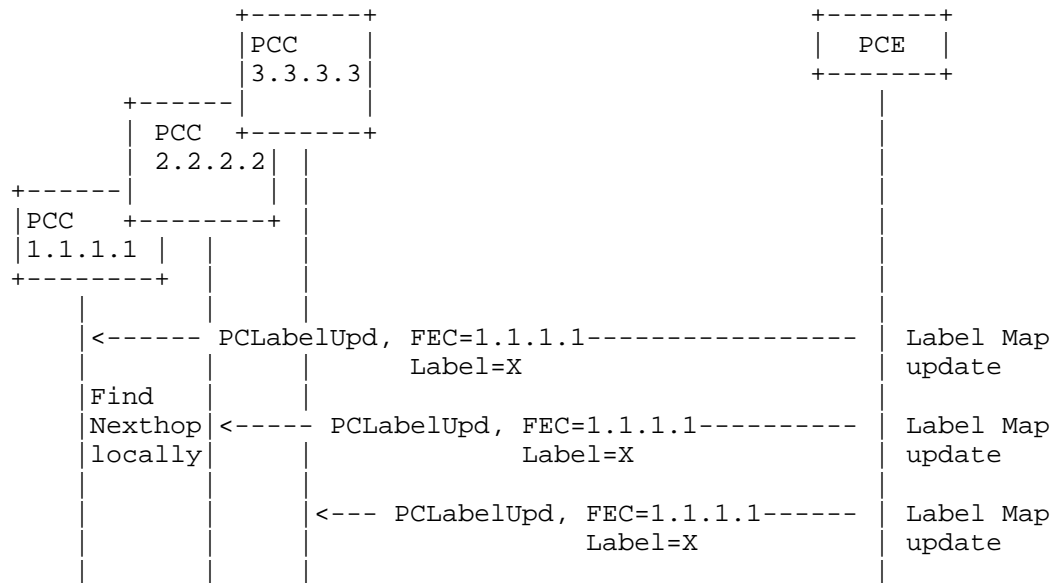 PCC
3.3.3.3
PCE
PCC
2.2.2.2
PCC
1.1.1.1
<------ PCLabelUpd, FEC=1.1.1.1----------------- Label Map
Label=X update
Find
Nexthop <----- PCLabelUpd, FEC=1.1.1.1---------- Label Map
locally Label=X update
<--- PCLabelUpd, FEC=1.1.1.1------ Label Map
Label=X update